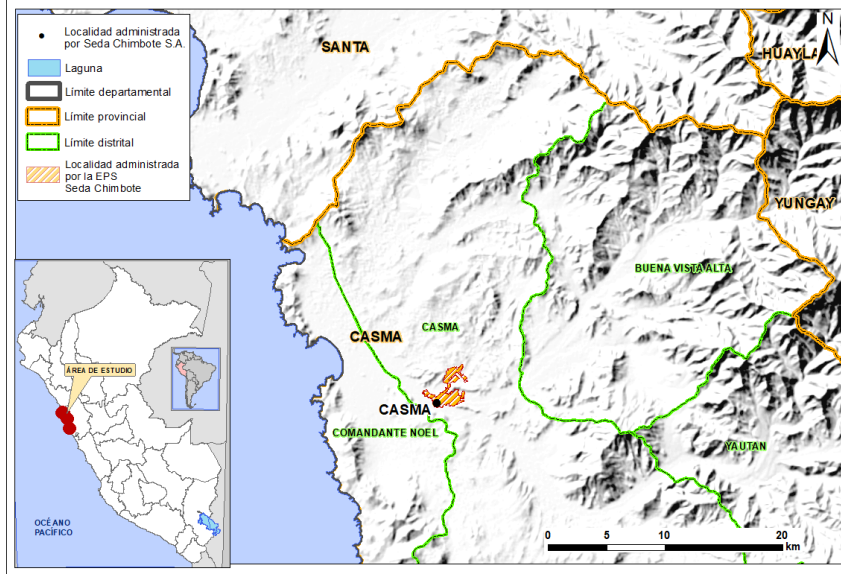 Localidad administrada
por Seda Chimbote S.A.
Laguna
Límite departamental
Límite provincial
Límite distrital
Localidad administrada
por la EPS
Seda Chimbote
SANTA
HUAYLA
N
YUNGAY
BUENA VISTA ALTA
CASMA
CASMA
CASMA
COMANDANTE NOEL
YAUTAN
ÁREA DE ESTUDIO
OCÉANO
PACÍFICO
0 5 10 20
km